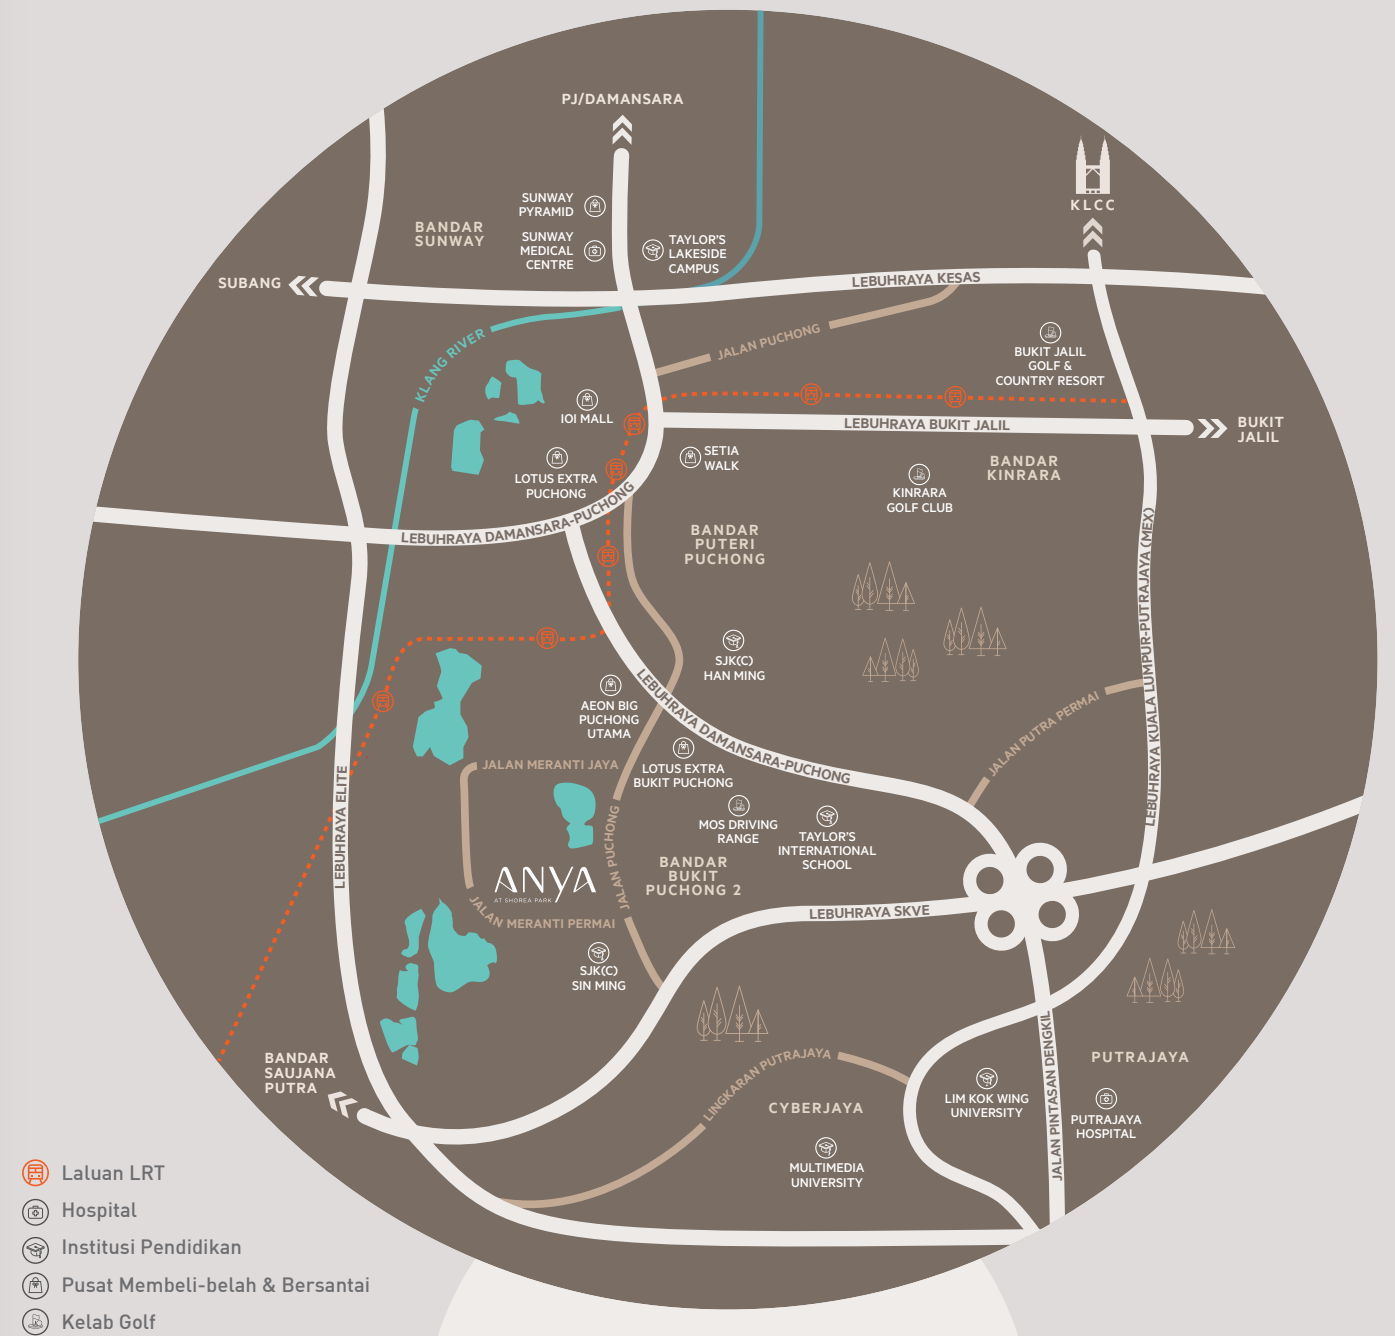 PJ/DAMANSARA
KLCC
SUNWAY
PYRAMID
BANDAR
SUNWAY
SUNWAY
MEDICAL
CENTRE
TAYLOR'S
LAKESIDE
CAMPUS
SUBANG
LEBUHRAYA KESAS
KLANG RIVER
JALAN PUCHONG
BUKIT JALIL
GOLF &
COUNTRY RESORT
IOI MALL
LEBUHRAYA BUKIT JALIL
BUKIT
JALIL
SETIA
WALK
BANDAR
KINRARA
LOTUS EXTRA
PUCHONG
KINRARA
GOLF CLUB
LEBUHRAYA DAMANSARA-PUCHONG
BANDAR
PUTERI
PUCHONG
LEBUHRAYA KUALA LUMPUR-PUTRAJAYA (MEX)
SJK(C)
HAN MING
AEON BIG
PUCHONG
UTAMA
LEBUHRAYA DAMANSARA-PUCHONG
JALAN PUTRA PERMAI
JALAN MERANTI JAYA
LOTUS EXTRA
BUKIT PUCHONG
LEBUHRAYA ELITE
JALAN PUCHONG
MOS DRIVING
RANGE
TAYLOR'S
INTERNATIONAL
SCHOOL
BANDAR
BUKIT
PUCHONG 2
ANYA
AT SHOREA PARK
JALAN MERANTI PERMAI
LEBUHRAYA SKVE
SJK(C)
SIN MING
BANDAR
SAUJANA
PUTRA
LINGKARAN PUTRAJAYA
JALAN PINTASAN DENGKIL
PUTRAJAYA
CYBERJAYA
LIM KOK WING
UNIVERSITY
PUTRAJAYA
HOSPITAL
MULTIMEDIA
UNIVERSITY
Laluan LRT
Hospital
Institusi Pendidikan
Pusat Membeli-belah & Bersantai
Kelab Golf